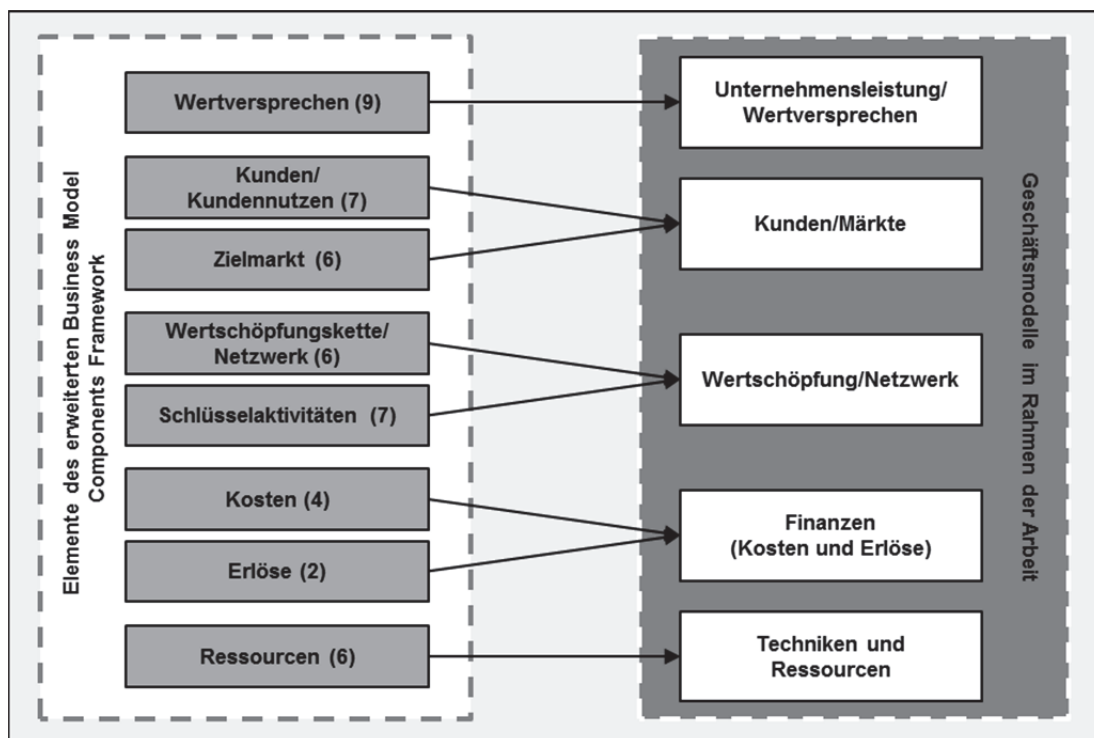 Elemente des erweiterten Business Model
Components Framework
Wertversprechen (9)
Kunden/
Kundennutzen (7)
Zielmarkt (6)
Wertschöpfungskette/
Netzwerk (6)
Schlüsselaktivitäten (7)
Kosten (4)
Erlöse (2)
Ressourcen (6)
Unternehmensleistung/
Wertversprechen
Kunden/Märkte
Wertschöpfung/Netzwerk
Finanzen
(Kosten und Erlöse)
Techniken und
Ressourcen
Geschäftsmodelle im Rahmen der Arbeit